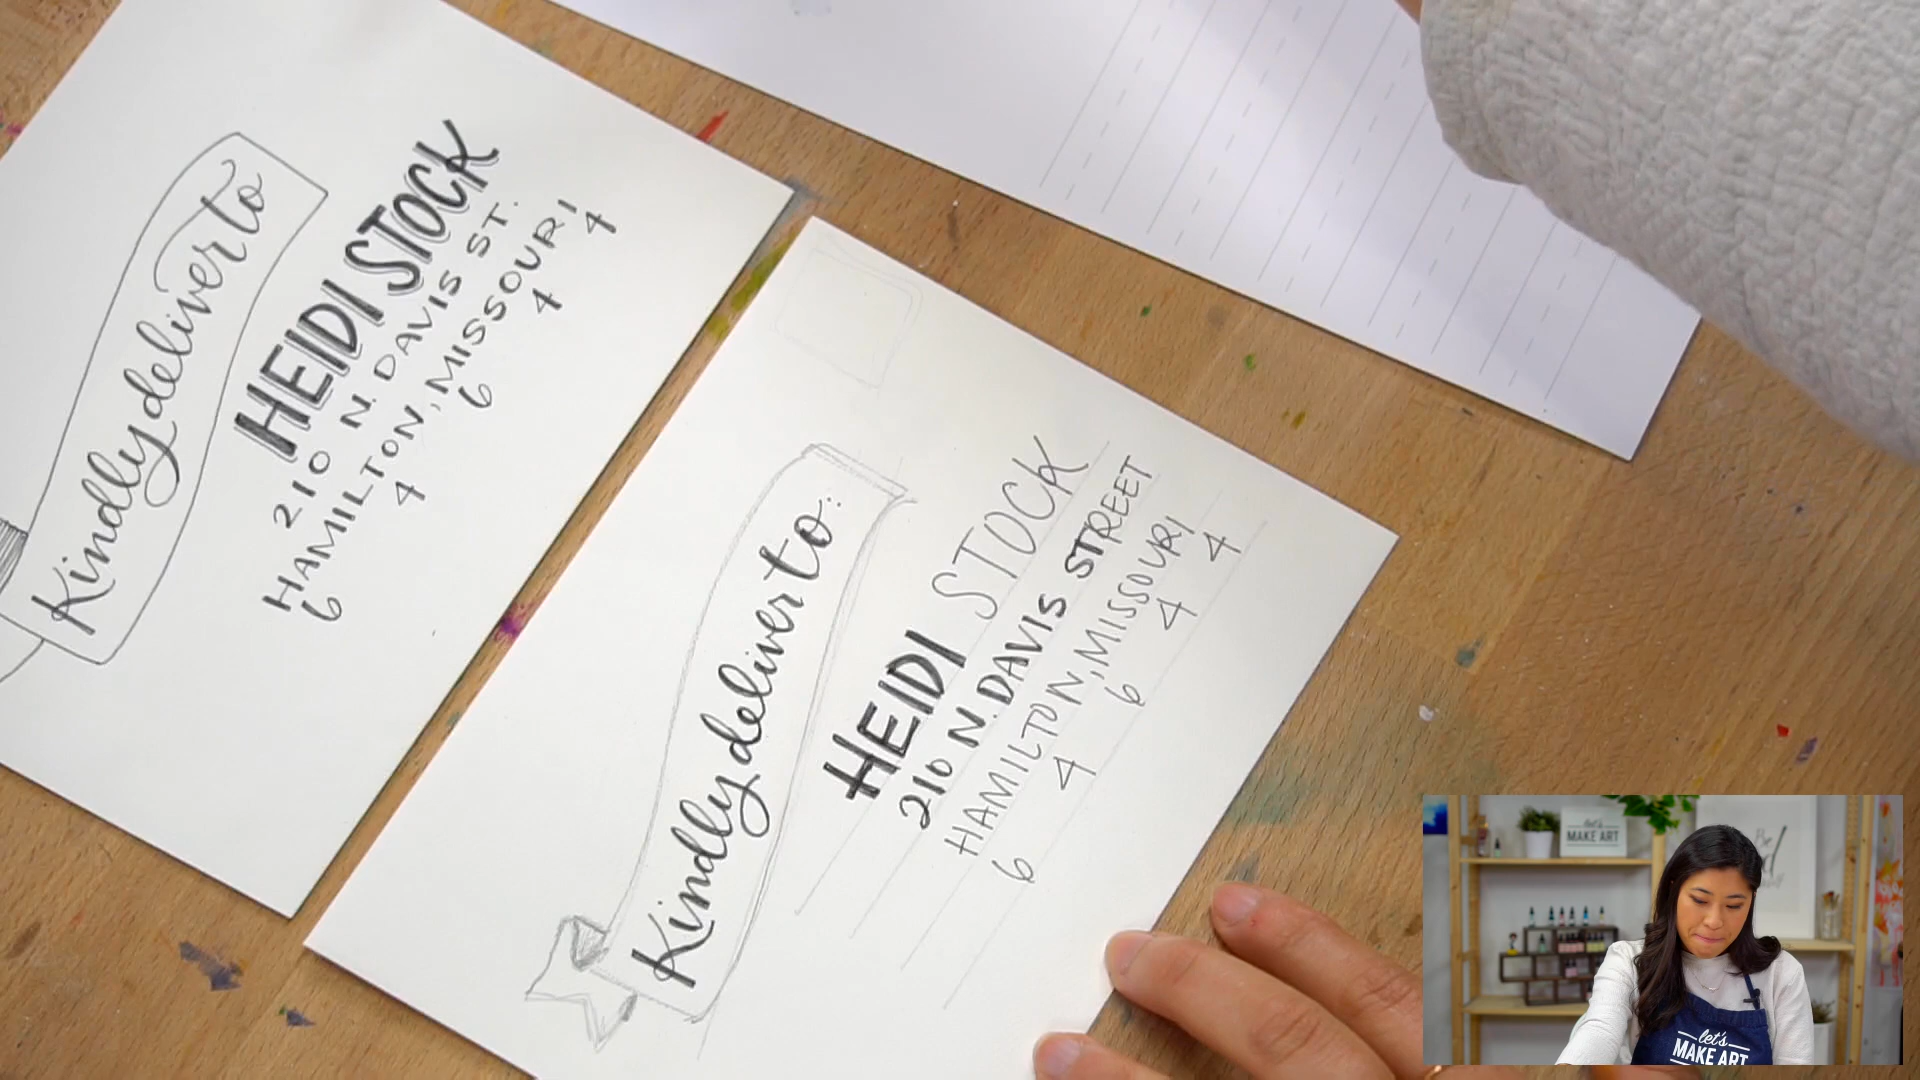 Kindly deliver to
HEIDI STOCK
210 N. DAVIS ST.
HAMILTON, MISSOURI
6 4 6 4 4
Kindly deliver to:
HEIDI STOCK
210 N. DAVIS STREET
HAMILTON, MISSOURI
6 4 6 4 4
let's
MAKE ART
let's
MAKE ART